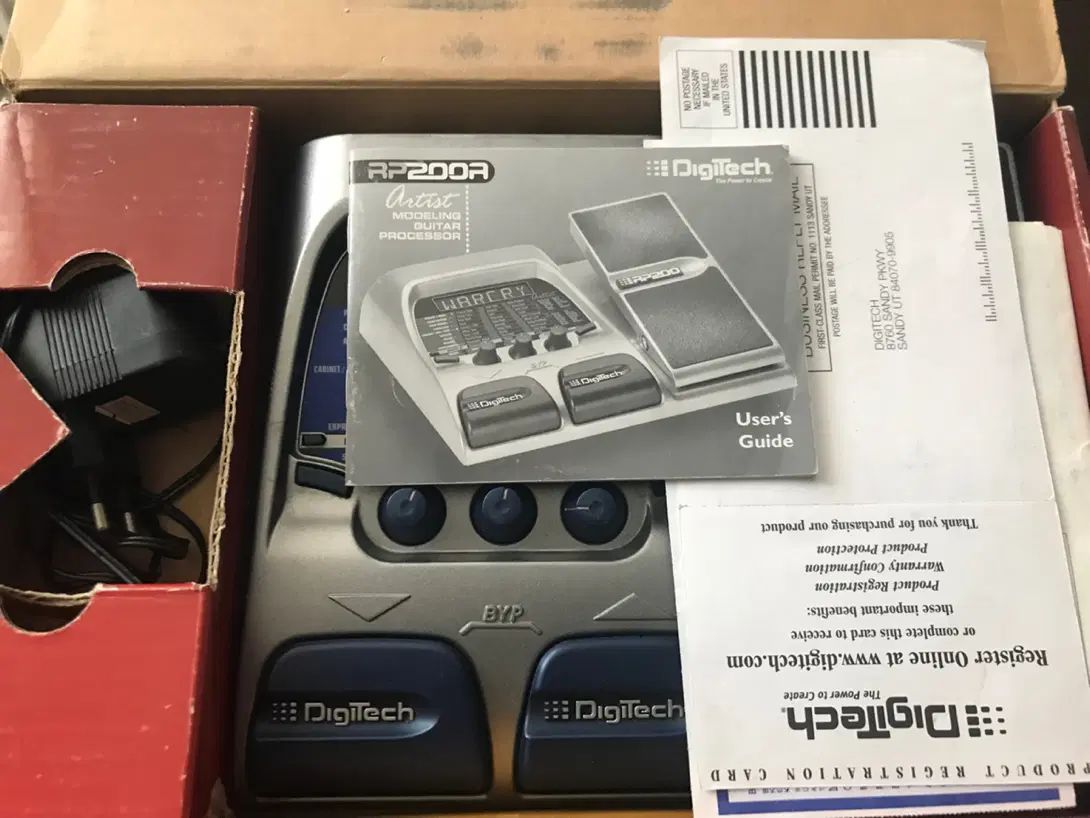 RP200A
Artist
MODELING
GUITAR
PROCESSOR
DigiTech
The Power to Create
WARCRY
RP200
DigiTech
DigiTech
User's
Guide
NO POSTAGE
NECESSARY
IF MAILED
IN THE
UNITED STATES
BUSINESS REPLY MAIL
FIRST-CLASS MAIL PERMIT NO. 1113 SANDY UT
POSTAGE WILL BE PAID BY THE ADDRESSEE
DIGITECH
8760 SANDY PKWY
SANDY UT 84070-9905
CABINET/
EXPR
BYP
DigiTech
DigiTech
PRODUCT REGISTRATION CARD
DigiTech
The Power to Create
Register Online at www.digitech.com
or complete this card to receive
these important benefits:
Product Registration
Warranty Confirmation
Product Protection
Thank you for purchasing our product